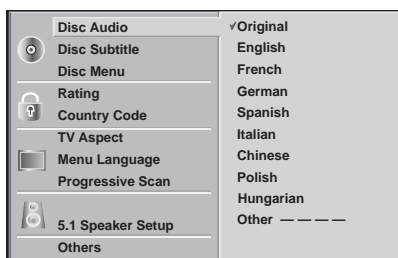 Disc Audio
Disc Subtitle
Disc Menu
Rating
Country Code
TV Aspect
Menu Language
Progressive Scan
5.1 Speaker Setup
Others
✓Original
English
French
German
Spanish
Italian
Chinese
Polish
Hungarian
Other — — — —